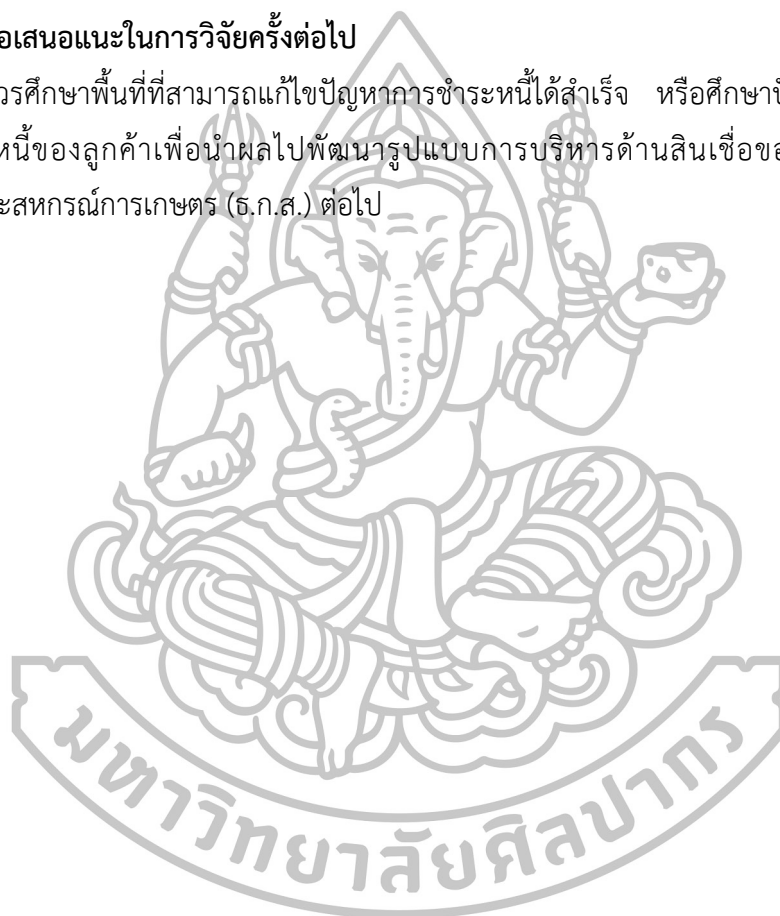 อเสนอแนะในการวิจัยครั้งต่อไป
วรศึกษาพื้นที่ที่สามารถแก้ไขปัญหาการชำระหนี้ได้สำเร็จ หรือศึกษาป
หนี้ของลูกค้าเพื่อนำผลไปพัฒนารูปแบบการบริหารด้านสินเชื่อขอ
ะสหกรณ์การเกษตร (ธ.ก.ส.) ต่อไป
มหาวิทยาลัยศิลปากร